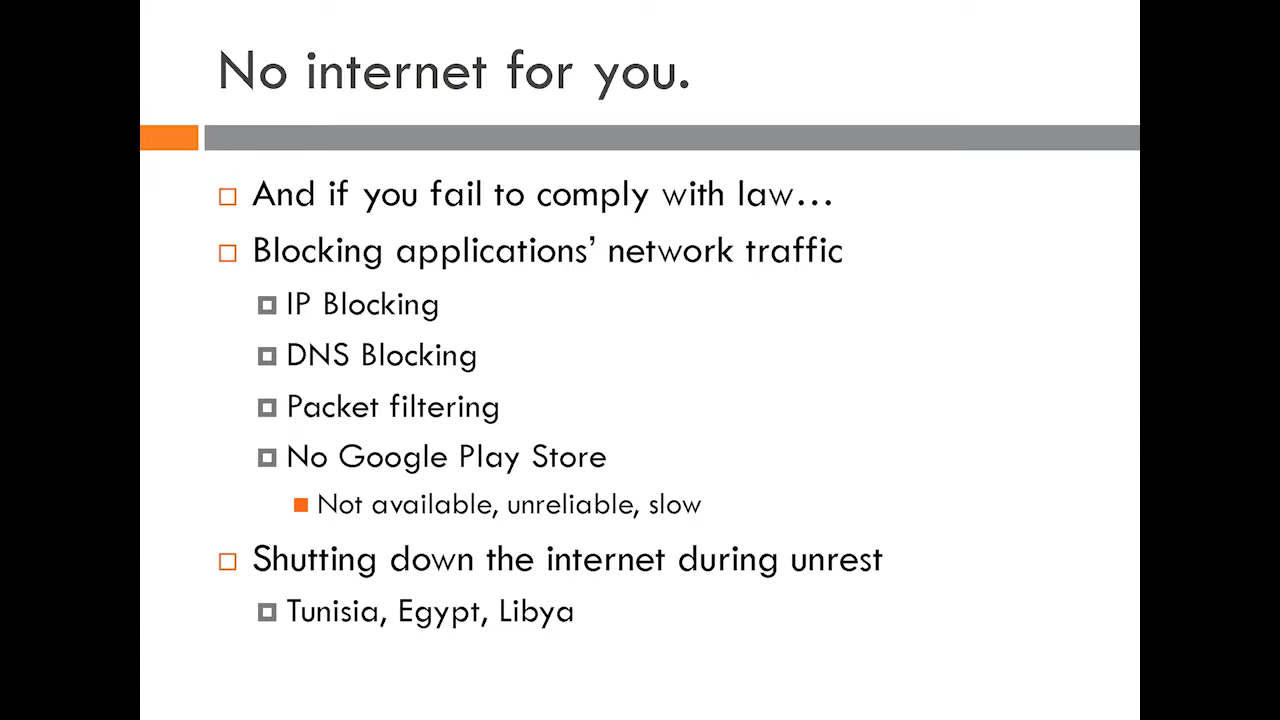 No internet for you.
And if you fail to comply with law…
Blocking applications’ network traffic
IP Blocking
DNS Blocking
Packet filtering
No Google Play Store
Not available, unreliable, slow
Shutting down the internet during unrest
Tunisia, Egypt, Libya